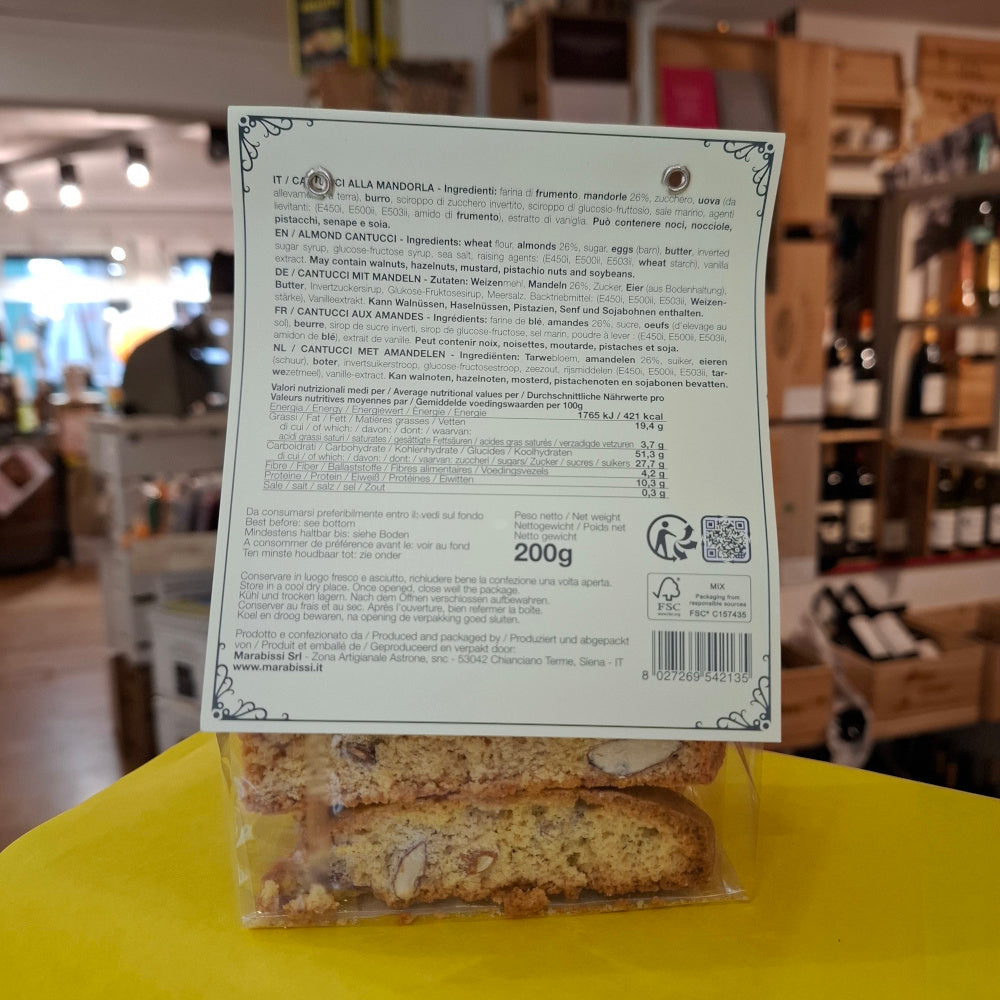 IT / CA CI ALLA MANDORLA - Ingredienti: farina di frumento, mandorle 26%, zucchero, uova (da
allevam a terra), burro, sciroppo di zucchero invertito, sciroppo di glucosio-fruttosio, sale marino, agenti
lievitanti: (E450i, E500ii, E503ii, amido di frumento), estratto di vaniglia. Può contenere noci, nocciole,
pistacchi, senape e soia.
EN / ALMOND CANTUCCI - Ingredients: wheat flour, almonds 26%, sugar, eggs (barn), butter, inverted
sugar syrup, glucose-fructose syrup, sea salt, raising agents: (E450i, E500ii, E503ii, wheat starch), vanilla
extract. May contain walnuts, hazelnuts, mustard, pistachio nuts and soybeans.
DE / CANTUCCI MIT MANDELN - Zutaten: Weizenmehl, Mandeln 26%, Zucker, Eier (aus Bodenhaltung),
Butter, Invertzuckersirup, Glukose-Fruktosesirup, Meersalz, Backtriebmittel: (E450i, E500ii, E503ii, Weizen-
stärke), Vanilleextrakt. Kann Walnüssen, Haselnüssen, Pistazien, Senf und Sojabohnen enthalten.
FR / CANTUCCI AUX AMANDES - Ingrédients: farine de blé, amandes 26%, sucre, oeufs (d'elevage au
sol), beurre, sirop de sucre inverti, sirop de glucose-fructose, sel marin, poudre à lever : (E450i, E500ii, E503ii,
amidon de blé), extrait de vanille. Peut contenir noix, noisettes, moutarde, pistaches et soja.
NL / CANTUCCI MET AMANDELEN - Ingrediënten: Tarwebloem, amandelen 26%, suiker, eieren
(schuur), boter, invertsuikerstroop, glucose-fructosestroop, zeezout, rijsmiddelen (E450i, E500ii, E503ii, tar-
wezetmeel), vanille-extract. Kan walnoten, hazelnoten, mosterd, pistachenoten en sojabonen bevatten.
Valori nutrizionali medi per / Average nutritional values per / Durchschnittliche Nährwerte pro
Valeurs nutritives moyennes par / Gemiddelde voedingswaarden per 100g
Energia / Energy / Energiewert / Énergie / Energie 1765 kJ / 421 kcal
Grassi / Fat / Fett / Matières grasses / Vetten 19,4 g
di cui / of which: / davon: / dont: / waarvan:
acidi grassi saturi / saturates / gesättigte Fettsäuren / acides gras saturés / verzadigde vetzuren 3,7 g
Carboidrati / Carbohydrate / Kohlenhydrate / Glucides / Koolhydraten 51,3 g
di cui / of which: / davon: / dont: / vaarvan: zuccheri / sugars/ Zucker / sucres / suikers 27,7 g
Fibre / Fiber / Ballaststoffe / Fibres alimentaires / Voedingsvezels 4,2 g
Proteine / Protein / Eiweiß / Protéines / Eiwitten 10,3 g
Sale / salt / salz / sel / Zout 0,3 g
Da consumarsi preferibilmente entro il: vedi sul fondo
Best before: see bottom
Mindestens haltbar bis: siehe Boden
A consommer de préférence avant le: voir au fond
Ten minste houdbaar tot: zie onder
Peso netto / Net weight
Nettogewicht / Poids net
Netto gewicht
200g
Conservare in luogo fresco e asciutto, richiudere bene la confezione una volta aperta.
Store in a cool dry place. Once opened, close well the package.
Kühl und trocken lagern. Nach dem Öffnen verschlossen aufbewahren.
Conserver au frais et au sec. Après l'ouverture, bien refermer la boîte.
Koel en droog bewaren, na opening de verpakking goed sluiten.
FSC
www.fsc.org
MIX
Packaging from
responsible sources
FSC® C157435
Prodotto e confezionato da / Produced and packaged by / Produziert und abgepackt
von / Produit et emballé de / Geproduceerd en verpakt door:
Marabissi Srl - Zona Artigianale Astrone, snc - 53042 Chianciano Terme, Siena - IT
www.marabissi.it
8 027269 542135